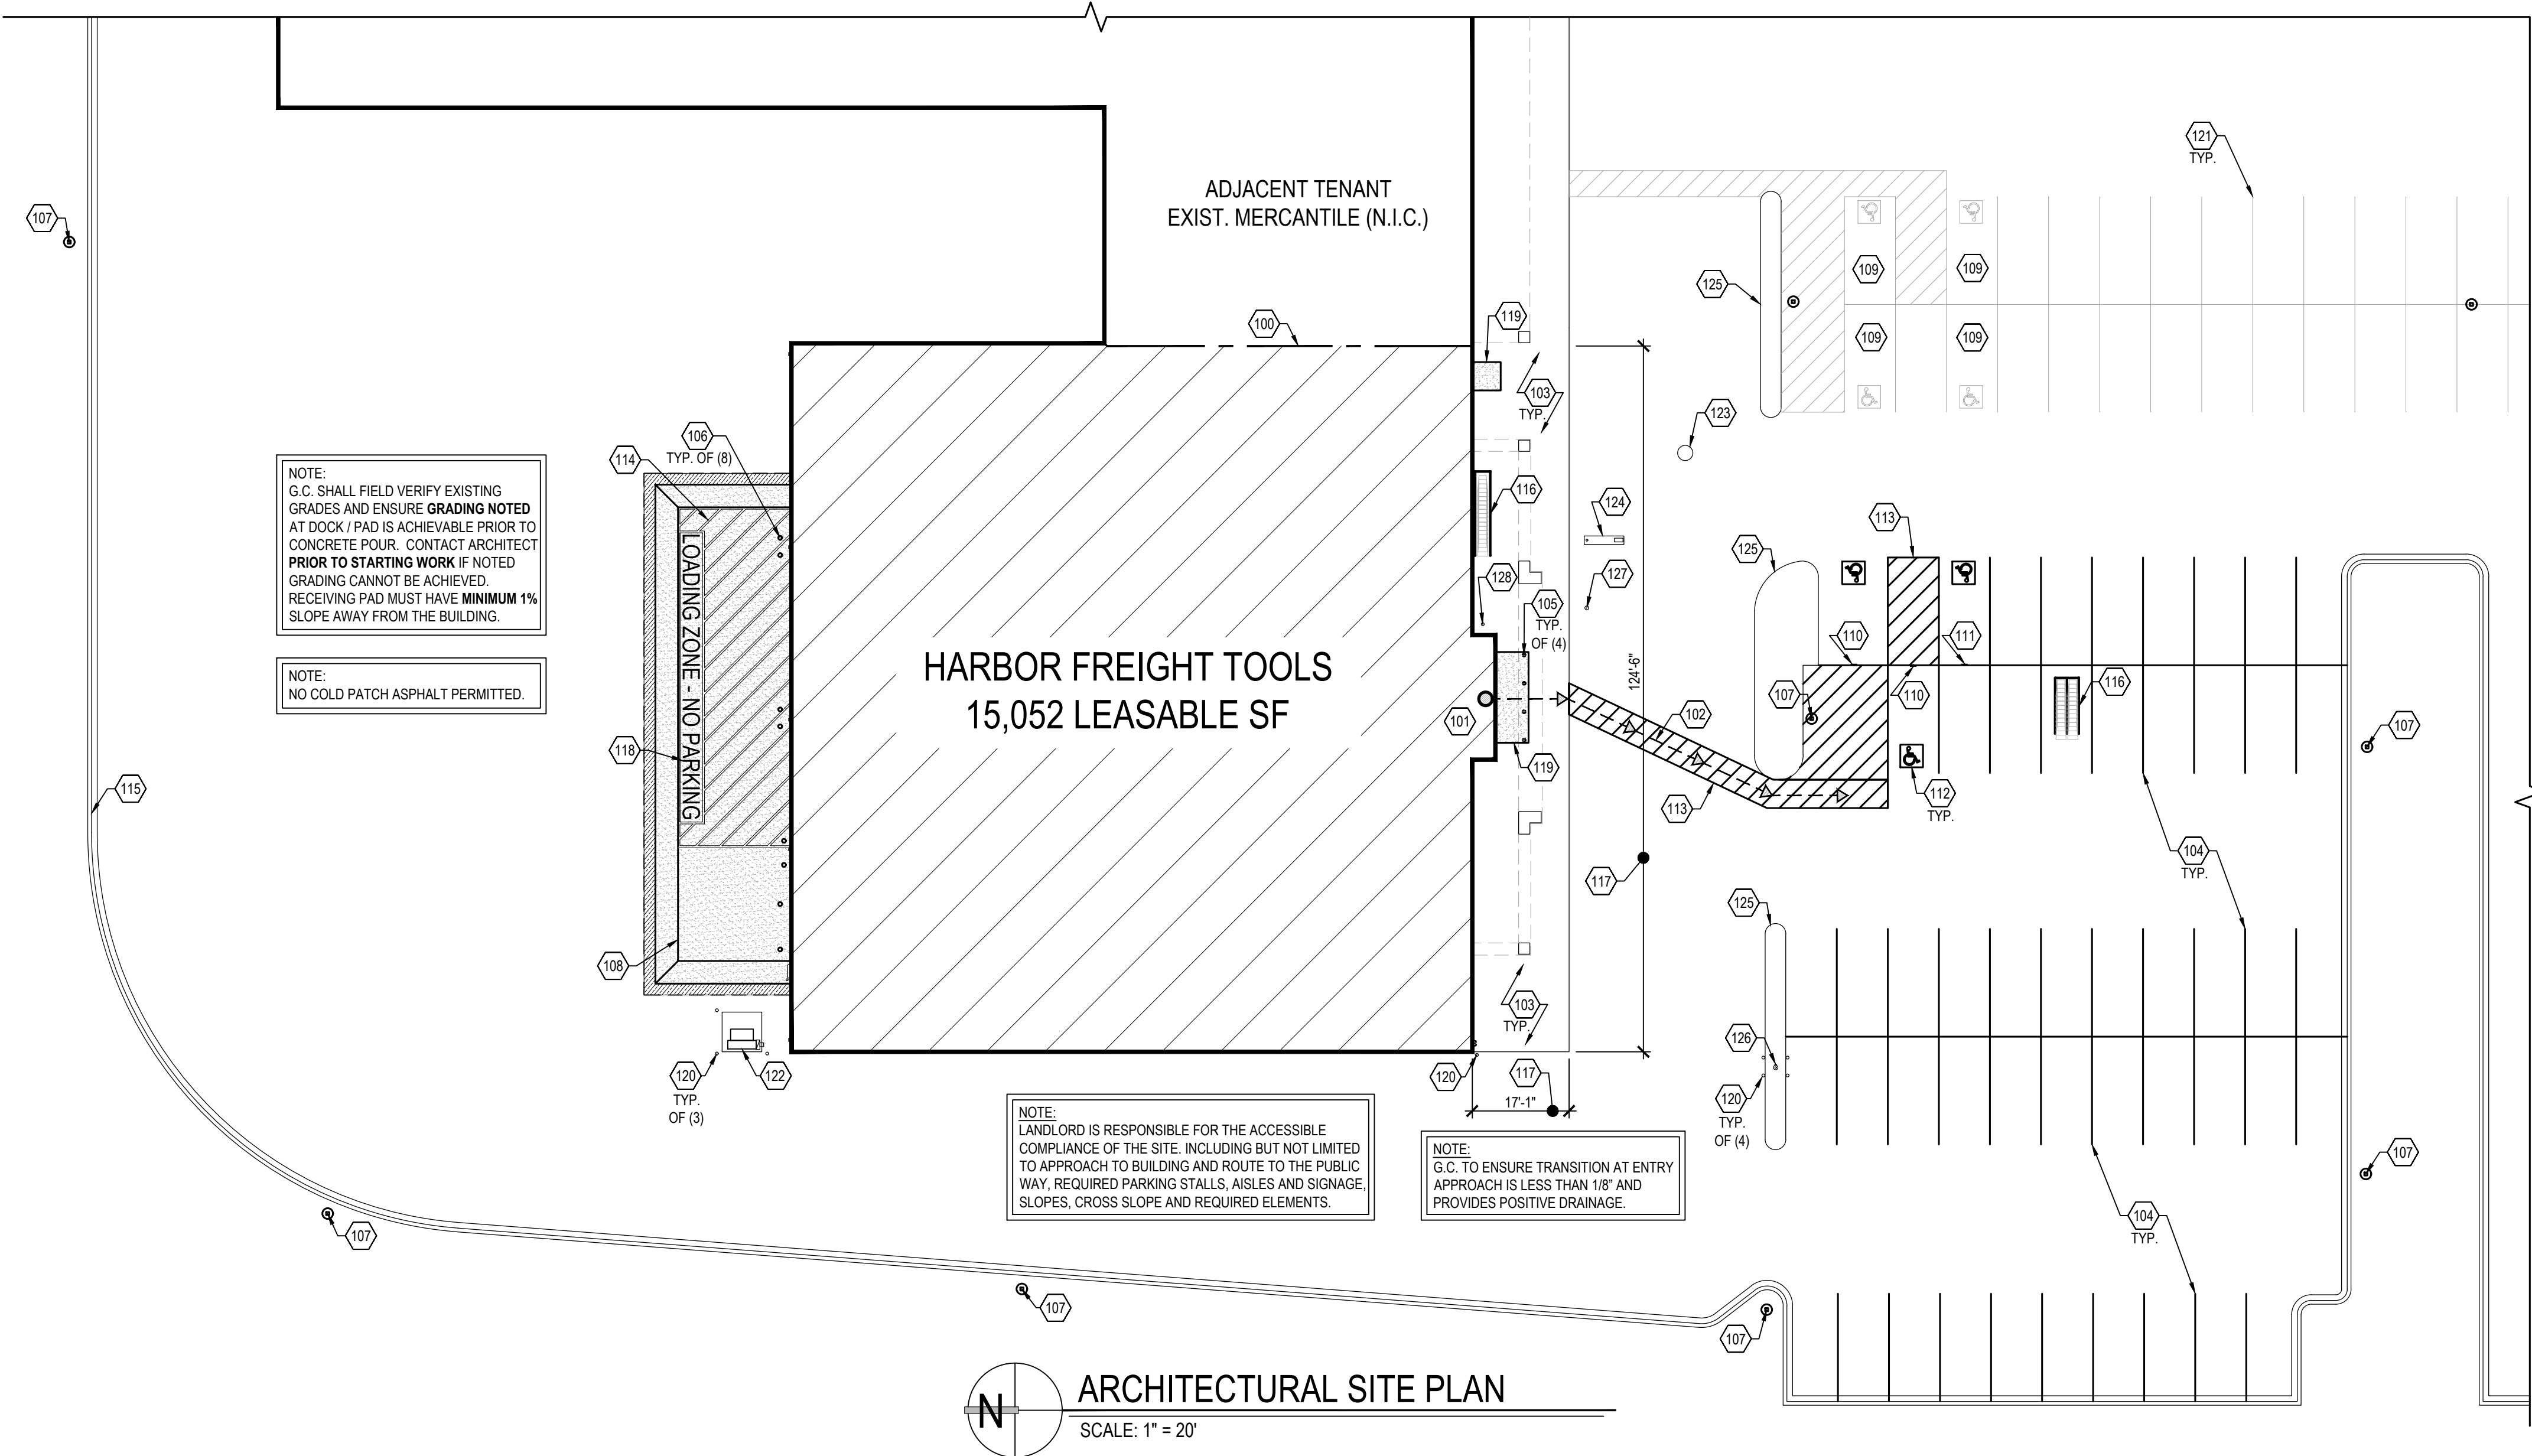 121
TYP.
ADJACENT TENANT
EXIST. MERCANTILE (N.I.C.)
107
109
109
125
100
119
109
109
103
TYP.
123
106
TYP. OF (8)
114
NOTE:
G.C. SHALL FIELD VERIFY EXISTING
GRADES AND ENSURE GRADING NOTED
AT DOCK / PAD IS ACHIEVABLE PRIOR TO
CONCRETE POUR. CONTACT ARCHITECT
PRIOR TO STARTING WORK IF NOTED
GRADING CANNOT BE ACHIEVED.
RECEIVING PAD MUST HAVE MINIMUM 1%
SLOPE AWAY FROM THE BUILDING.
116
124
113
125
127
128
105
TYP.
OF (4)
110
111
NOTE:
NO COLD PATCH ASPHALT PERMITTED.
LOADING ZONE - NO PARKING
HARBOR FREIGHT TOOLS
15,052 LEASABLE SF
124'-6"
101
102
107
110
116
107
118
119
113
112
TYP.
115
104
TYP.
117
125
108
103
TYP.
126
120
TYP.
OF (3)
122
120
117
17'-1"
120
TYP.
OF (4)
NOTE:
LANDLORD IS RESPONSIBLE FOR THE ACCESSIBLE
COMPLIANCE OF THE SITE. INCLUDING BUT NOT LIMITED
TO APPROACH TO BUILDING AND ROUTE TO THE PUBLIC
WAY, REQUIRED PARKING STALLS, AISLES AND SIGNAGE,
SLOPES, CROSS SLOPE AND REQUIRED ELEMENTS.
NOTE:
G.C. TO ENSURE TRANSITION AT ENTRY
APPROACH IS LESS THAN 1/8" AND
PROVIDES POSITIVE DRAINAGE.
107
104
TYP.
107
107
107
N
ARCHITECTURAL SITE PLAN
SCALE: 1" = 20'